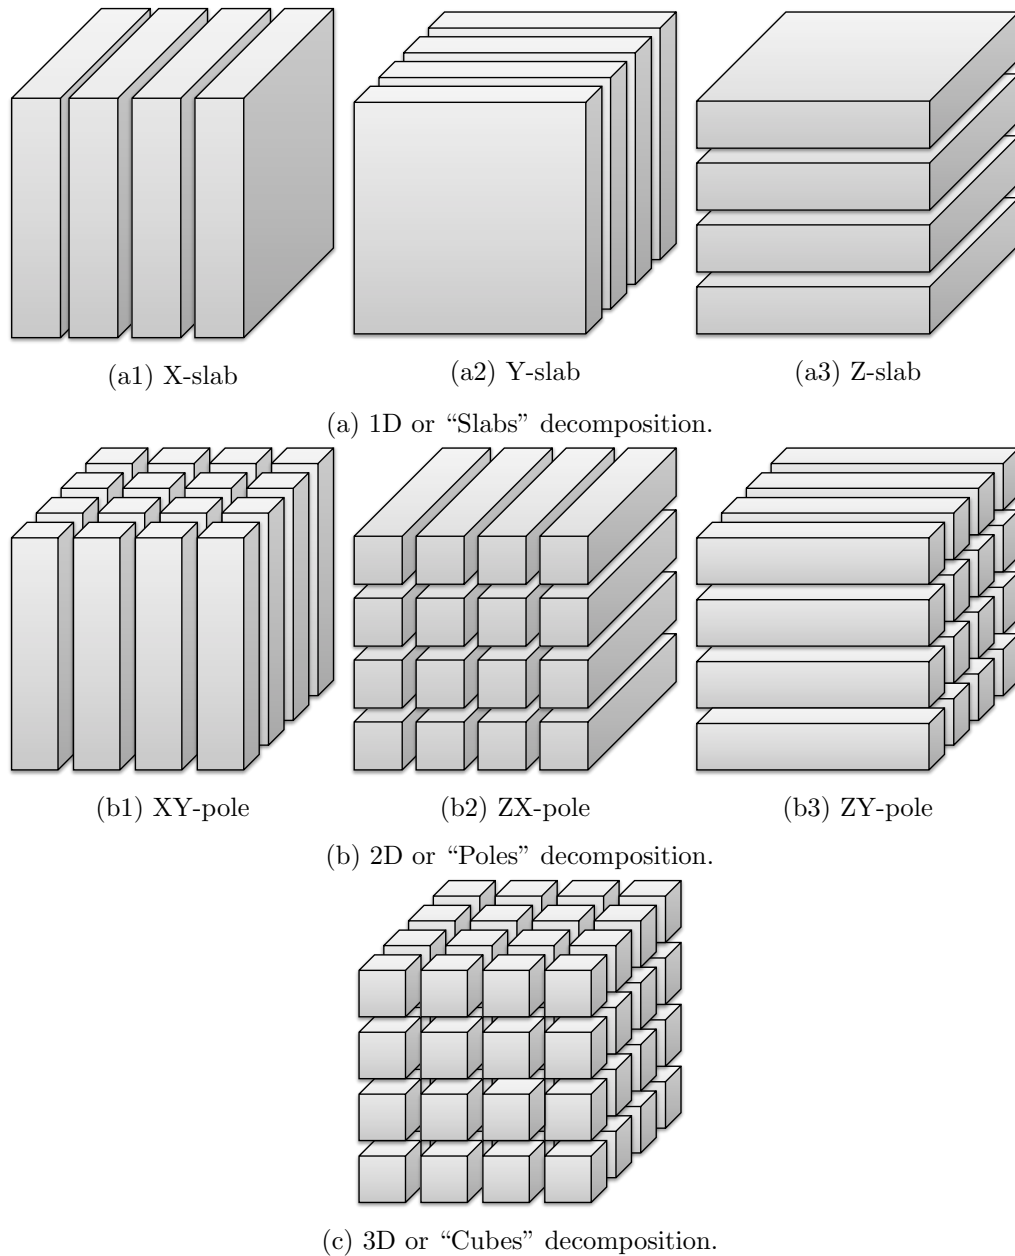 (a1) X-slab
(a2) Y-slab
(a3) Z-slab
(a) 1D or “Slabs” decomposition.
(b1) XY-pole
(b2) ZX-pole
(b3) ZY-pole
(b) 2D or “Poles” decomposition.
(c) 3D or “Cubes” decomposition.